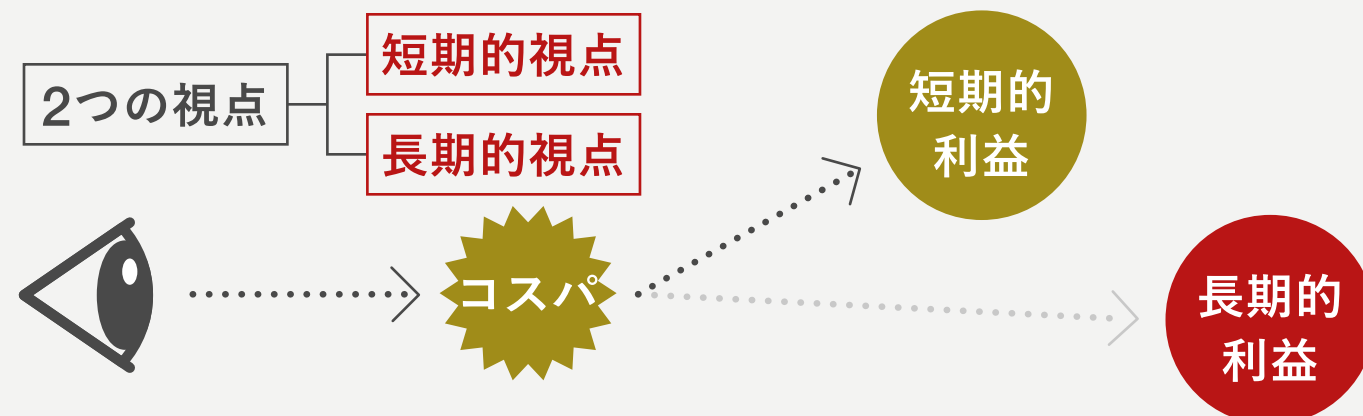 2つの視点
短期的視点
長期的視点
コスパ
短期的
利益
長期的
利益